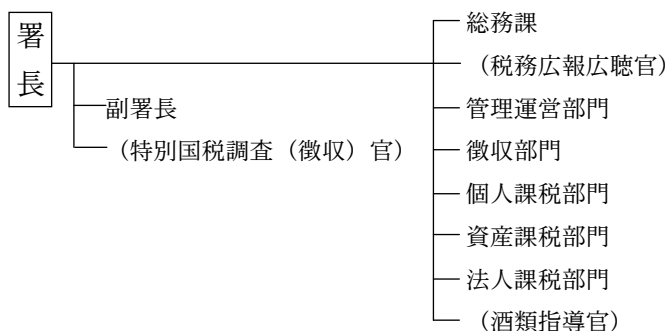 署長
総務課
（税務広報広聴官）
副署長
（特別国税調査（徴収）官）
管理運営部門
徴収部門
個人課税部門
資産課税部門
法人課税部門
（酒類指導官）